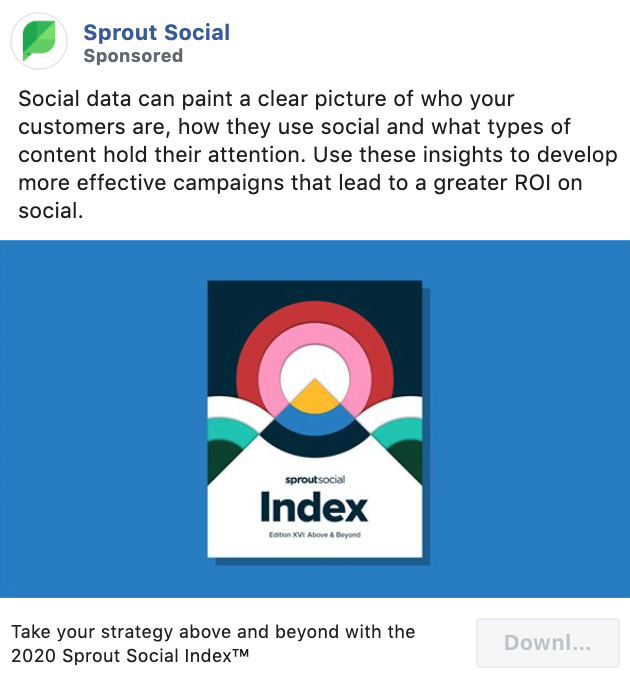 Sprout Social
Sponsored
Social data can paint a clear picture of who your
customers are, how they use social and what types of
content hold their attention. Use these insights to develop
more effective campaigns that lead to a greater ROI on
social.
sproutsocial
Index
Edition XVI: Above & Beyond
Take your strategy above and beyond with the
2020 Sprout Social Index™
Downl...